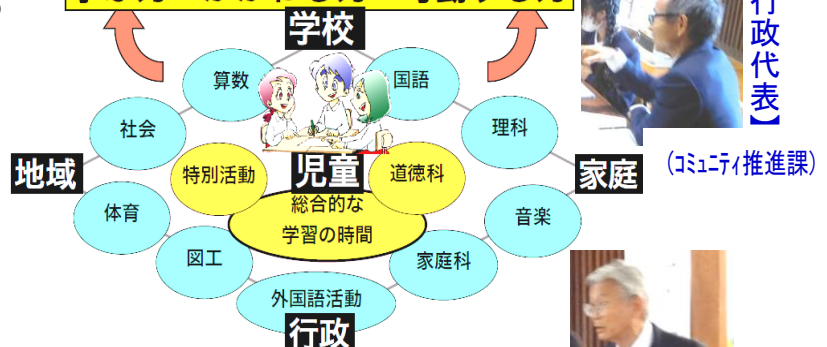 学校
算数
国語
社会
理科
地域
特別活動
児童
道徳科
家庭
総合的な
学習の時間
体育
音楽
図工
家庭科
外国語活動
行政
行政代表】
(ｺﾐｭﾆﾃｨ推進課)